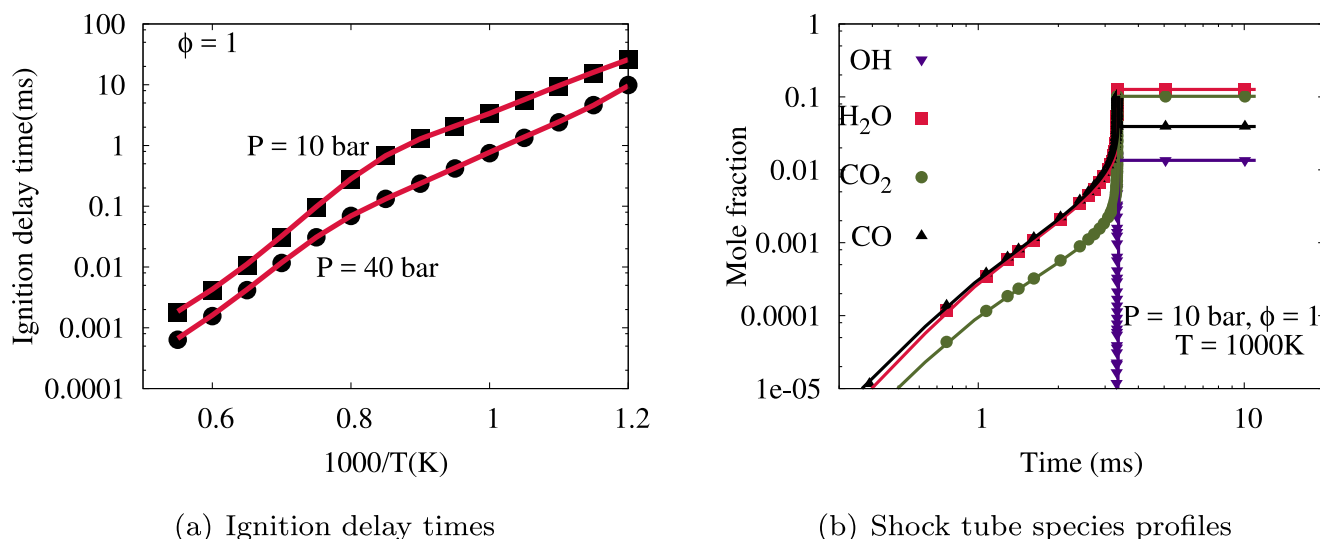 100
10
1
0.1
0.01
0.001
0.0001
Ignition delay time(ms)
ϕ = 1
P = 10 bar
P = 40 bar
0.6 0.8 1 1.2
1000/T(K)
(a) Ignition delay times
1
0.1
0.01
0.001
0.0001
1e-05
Mole fraction
OH
H₂O
CO₂
CO
P = 10 bar, ϕ = 1
T = 1000K
1 10
Time (ms)
(b) Shock tube species profiles